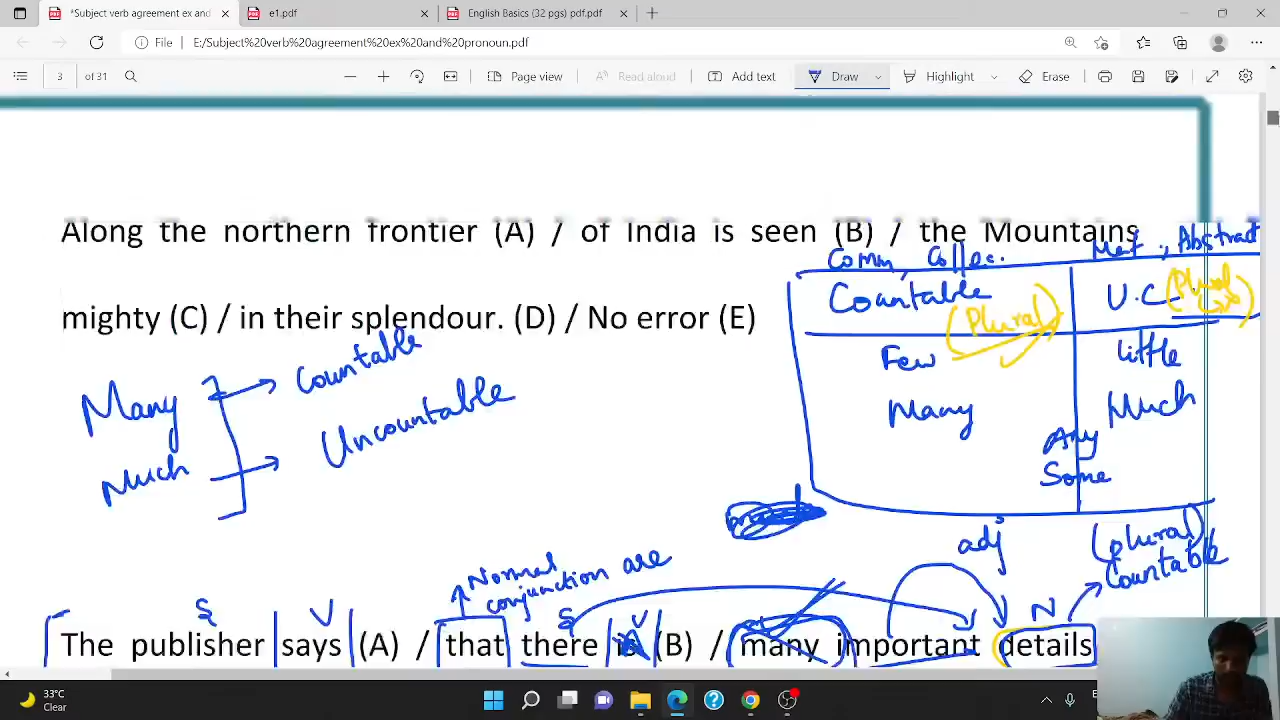 *Subject verb agreement ex and
e1.pdf
English Basics (32 pgs) pdf.pdf
File
E:/Subject%20verb%20agreement%20ex%20and%20pronoun.pdf
3
of 31
Page view
Read aloud
Add text
Draw
Highlight
Erase
Along the northern frontier (A) / of India is seen (B) / the Mountains
mighty (C) / in their splendour. (D) / No error (E)
Comm, Collec.
Mat, Abstract
Countable
(Plural)
U.C
(Plural
Few
Little
Many
Much
Any
Some
Many
Countable
Much
Uncountable
adj
(plural)
Countable
Normal
conjunction are
S
V
S
V
N
The publisher says (A) / that there is (B) / many important details
33°C
Clear